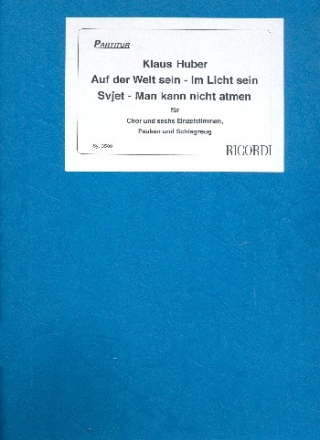 PARTITUR
Klaus Huber
Auf der Welt sein - Im Licht sein
Svjet - Man kann nicht atmen
für
Chor und sechs Einzelstimmen,
Pauken und Schlagzeug
RICORDI